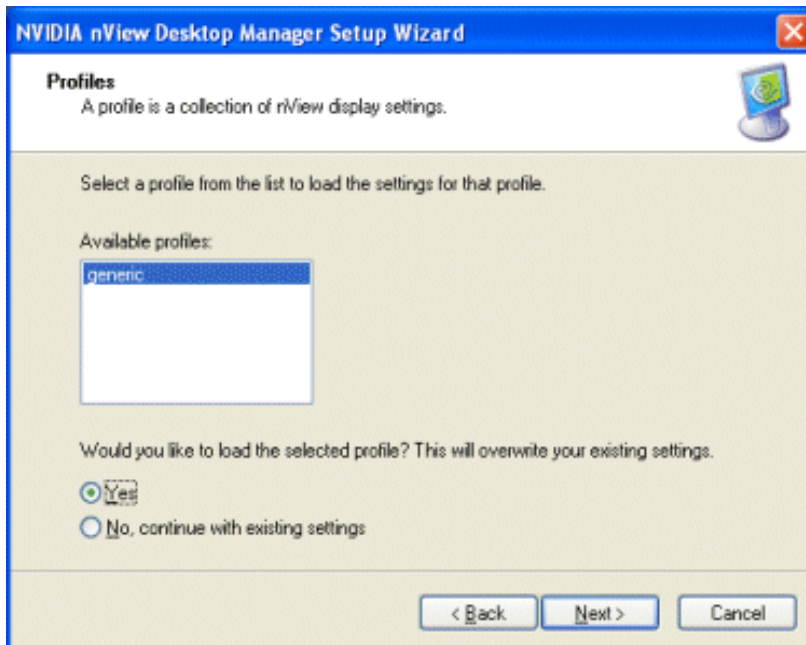 NVIDIA nView Desktop Manager Setup Wizard
Profiles
A profile is a collection of nView display settings.
Select a profile from the list to load the settings for that profile.
Available profiles:
generic
Would you like to load the selected profile? This will overwrite your existing settings.
Yes
No, continue with existing settings
< Back Next > Cancel